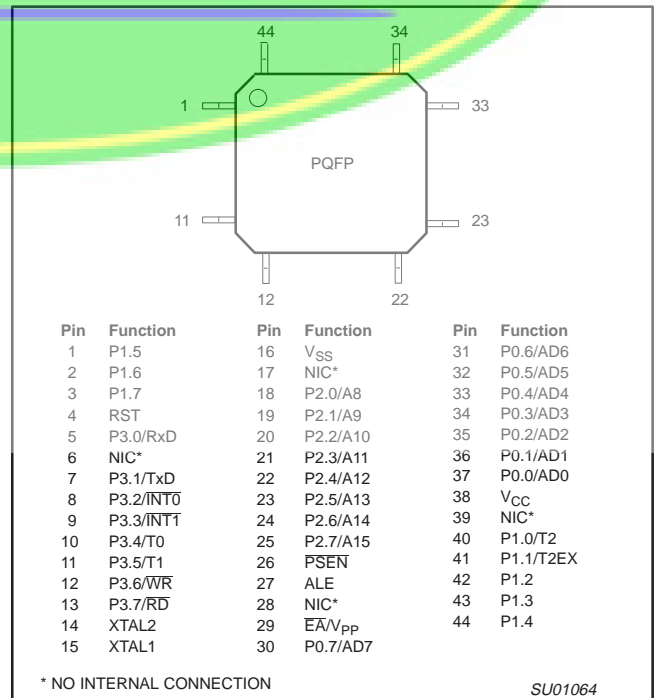 44 34
1 33
PQFP
11 23
12 22
Pin Function
1 P1.5
2 P1.6
3 P1.7
4 RST
5 P3.0/RxD
6 NIC*
7 P3.1/TxD
8 P3.2/INT0
9 P3.3/INT1
10 P3.4/T0
11 P3.5/T1
12 P3.6/WR
13 P3.7/RD
14 XTAL2
15 XTAL1
Pin Function
16 VSS
17 NIC*
18 P2.0/A8
19 P2.1/A9
20 P2.2/A10
21 P2.3/A11
22 P2.4/A12
23 P2.5/A13
24 P2.6/A14
25 P2.7/A15
26 PSEN
27 ALE
28 NIC*
29 EA/VPP
30 P0.7/AD7
Pin Function
31 P0.6/AD6
32 P0.5/AD5
33 P0.4/AD4
34 P0.3/AD3
35 P0.2/AD2
36 P0.1/AD1
37 P0.0/AD0
38 VCC
39 NIC*
40 P1.0/T2
41 P1.1/T2EX
42 P1.2
43 P1.3
44 P1.4
* NO INTERNAL CONNECTION
SU01064